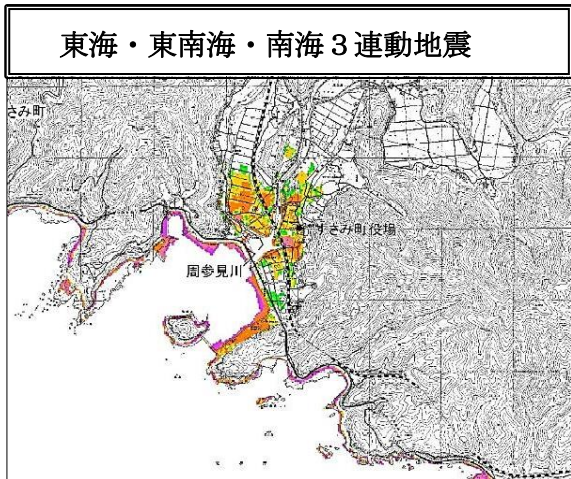 東海・東南海・南海３連動地震
さみ町
すさみ町役場
周参見川